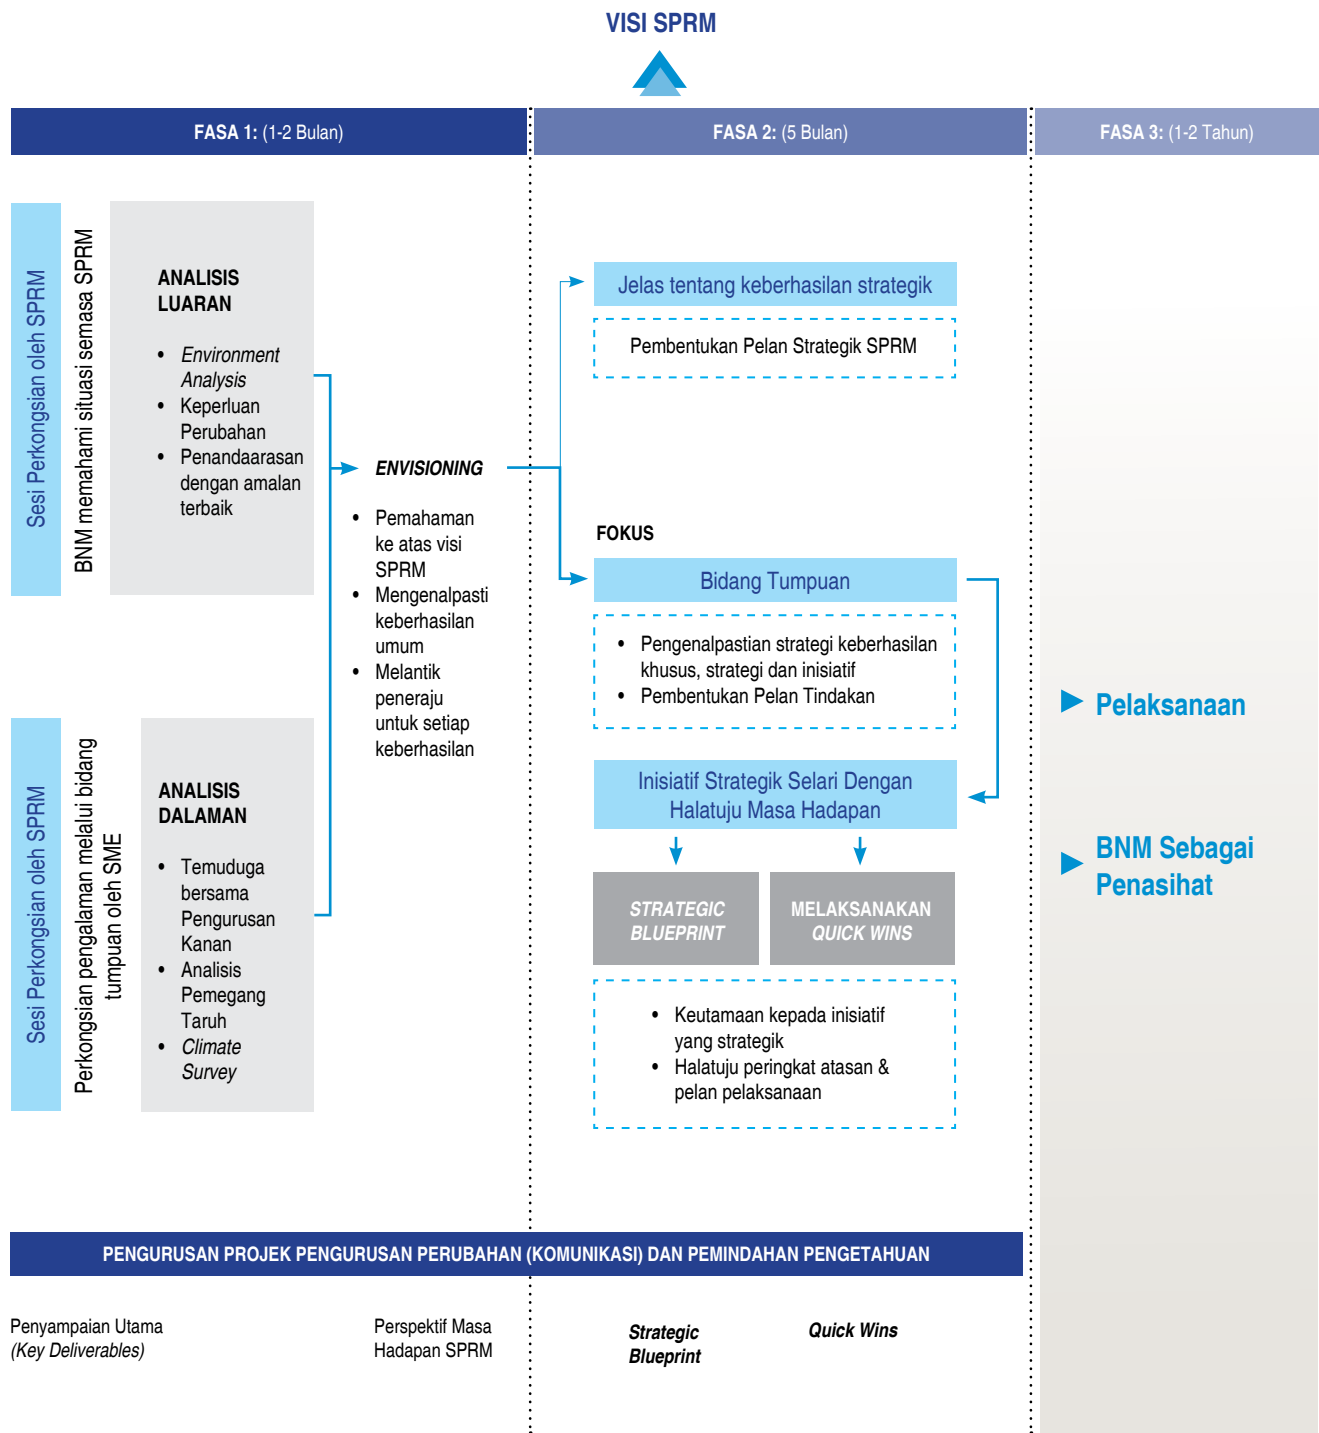 VISI SPRM
FASA 1: (1-2 Bulan)
FASA 2: (5 Bulan)
FASA 3: (1-2 Tahun)
Sesi Perkongsian oleh SPRM
BNM memahami situasi semasa SPRM
ANALISIS
LUARAN
• Environment
Analysis
• Keperluan
Perubahan
• Penandaarasan
dengan amalan
terbaik
Sesi Perkongsian oleh SPRM
Perkongsian pengalaman melalui bidang
tumpuan oleh SME
ANALISIS
DALAMAN
• Temuduga
bersama
Pengurusan
Kanan
• Analisis
Pemegang
Taruh
• Climate
Survey
ENVISIONING
• Pemahaman
ke atas visi
SPRM
• Mengenalpasti
keberhasilan
umum
• Melantik
peneraju
untuk setiap
keberhasilan
Jelas tentang keberhasilan strategik
Pembentukan Pelan Strategik SPRM
FOKUS
Bidang Tumpuan
• Pengenalpastian strategi keberhasilan
khusus, strategi dan inisiatif
• Pembentukan Pelan Tindakan
Inisiatif Strategik Selari Dengan
Halatuju Masa Hadapan
STRATEGIC
BLUEPRINT
MELAKSANAKAN
QUICK WINS
• Keutamaan kepada inisiatif
yang strategik
• Halatuju peringkat atasan &
pelan pelaksanaan
Pelaksanaan
BNM Sebagai
Penasihat
PENGURUSAN PROJEK PENGURUSAN PERUBAHAN (KOMUNIKASI) DAN PEMINDAHAN PENGETAHUAN
Penyampaian Utama
(Key Deliverables)
Perspektif Masa
Hadapan SPRM
Strategic
Blueprint
Quick Wins